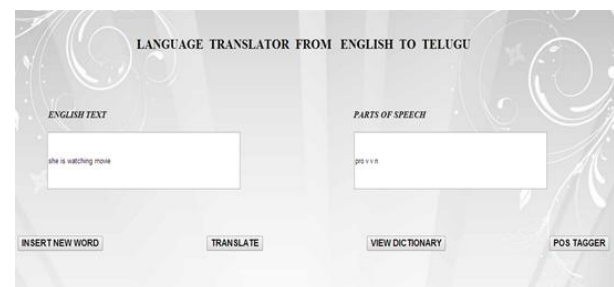 LANGUAGE TRANSLATOR FROM ENGLISH TO TELUGU
ENGLISH TEXT PARTS OF SPEECH
she is watching movie pro v v n
INSERT NEW WORD TRANSLATE VIEW DICTIONARY POS TAGGER